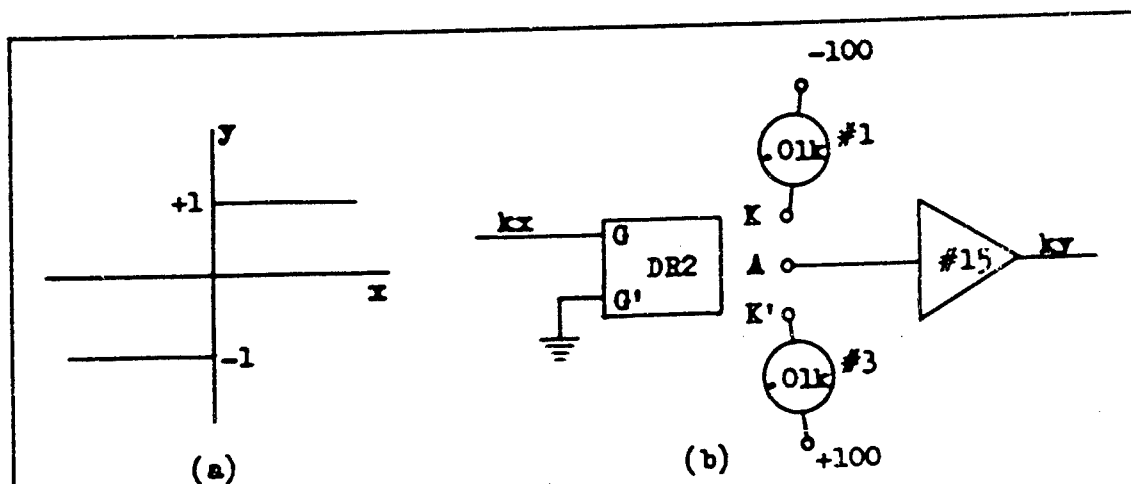 y
+1
x
-1
(a)
-100
.01k #1
kx
G
K
DR2
A
#15
ky
G'
K'
.01k #3
+100
(b)